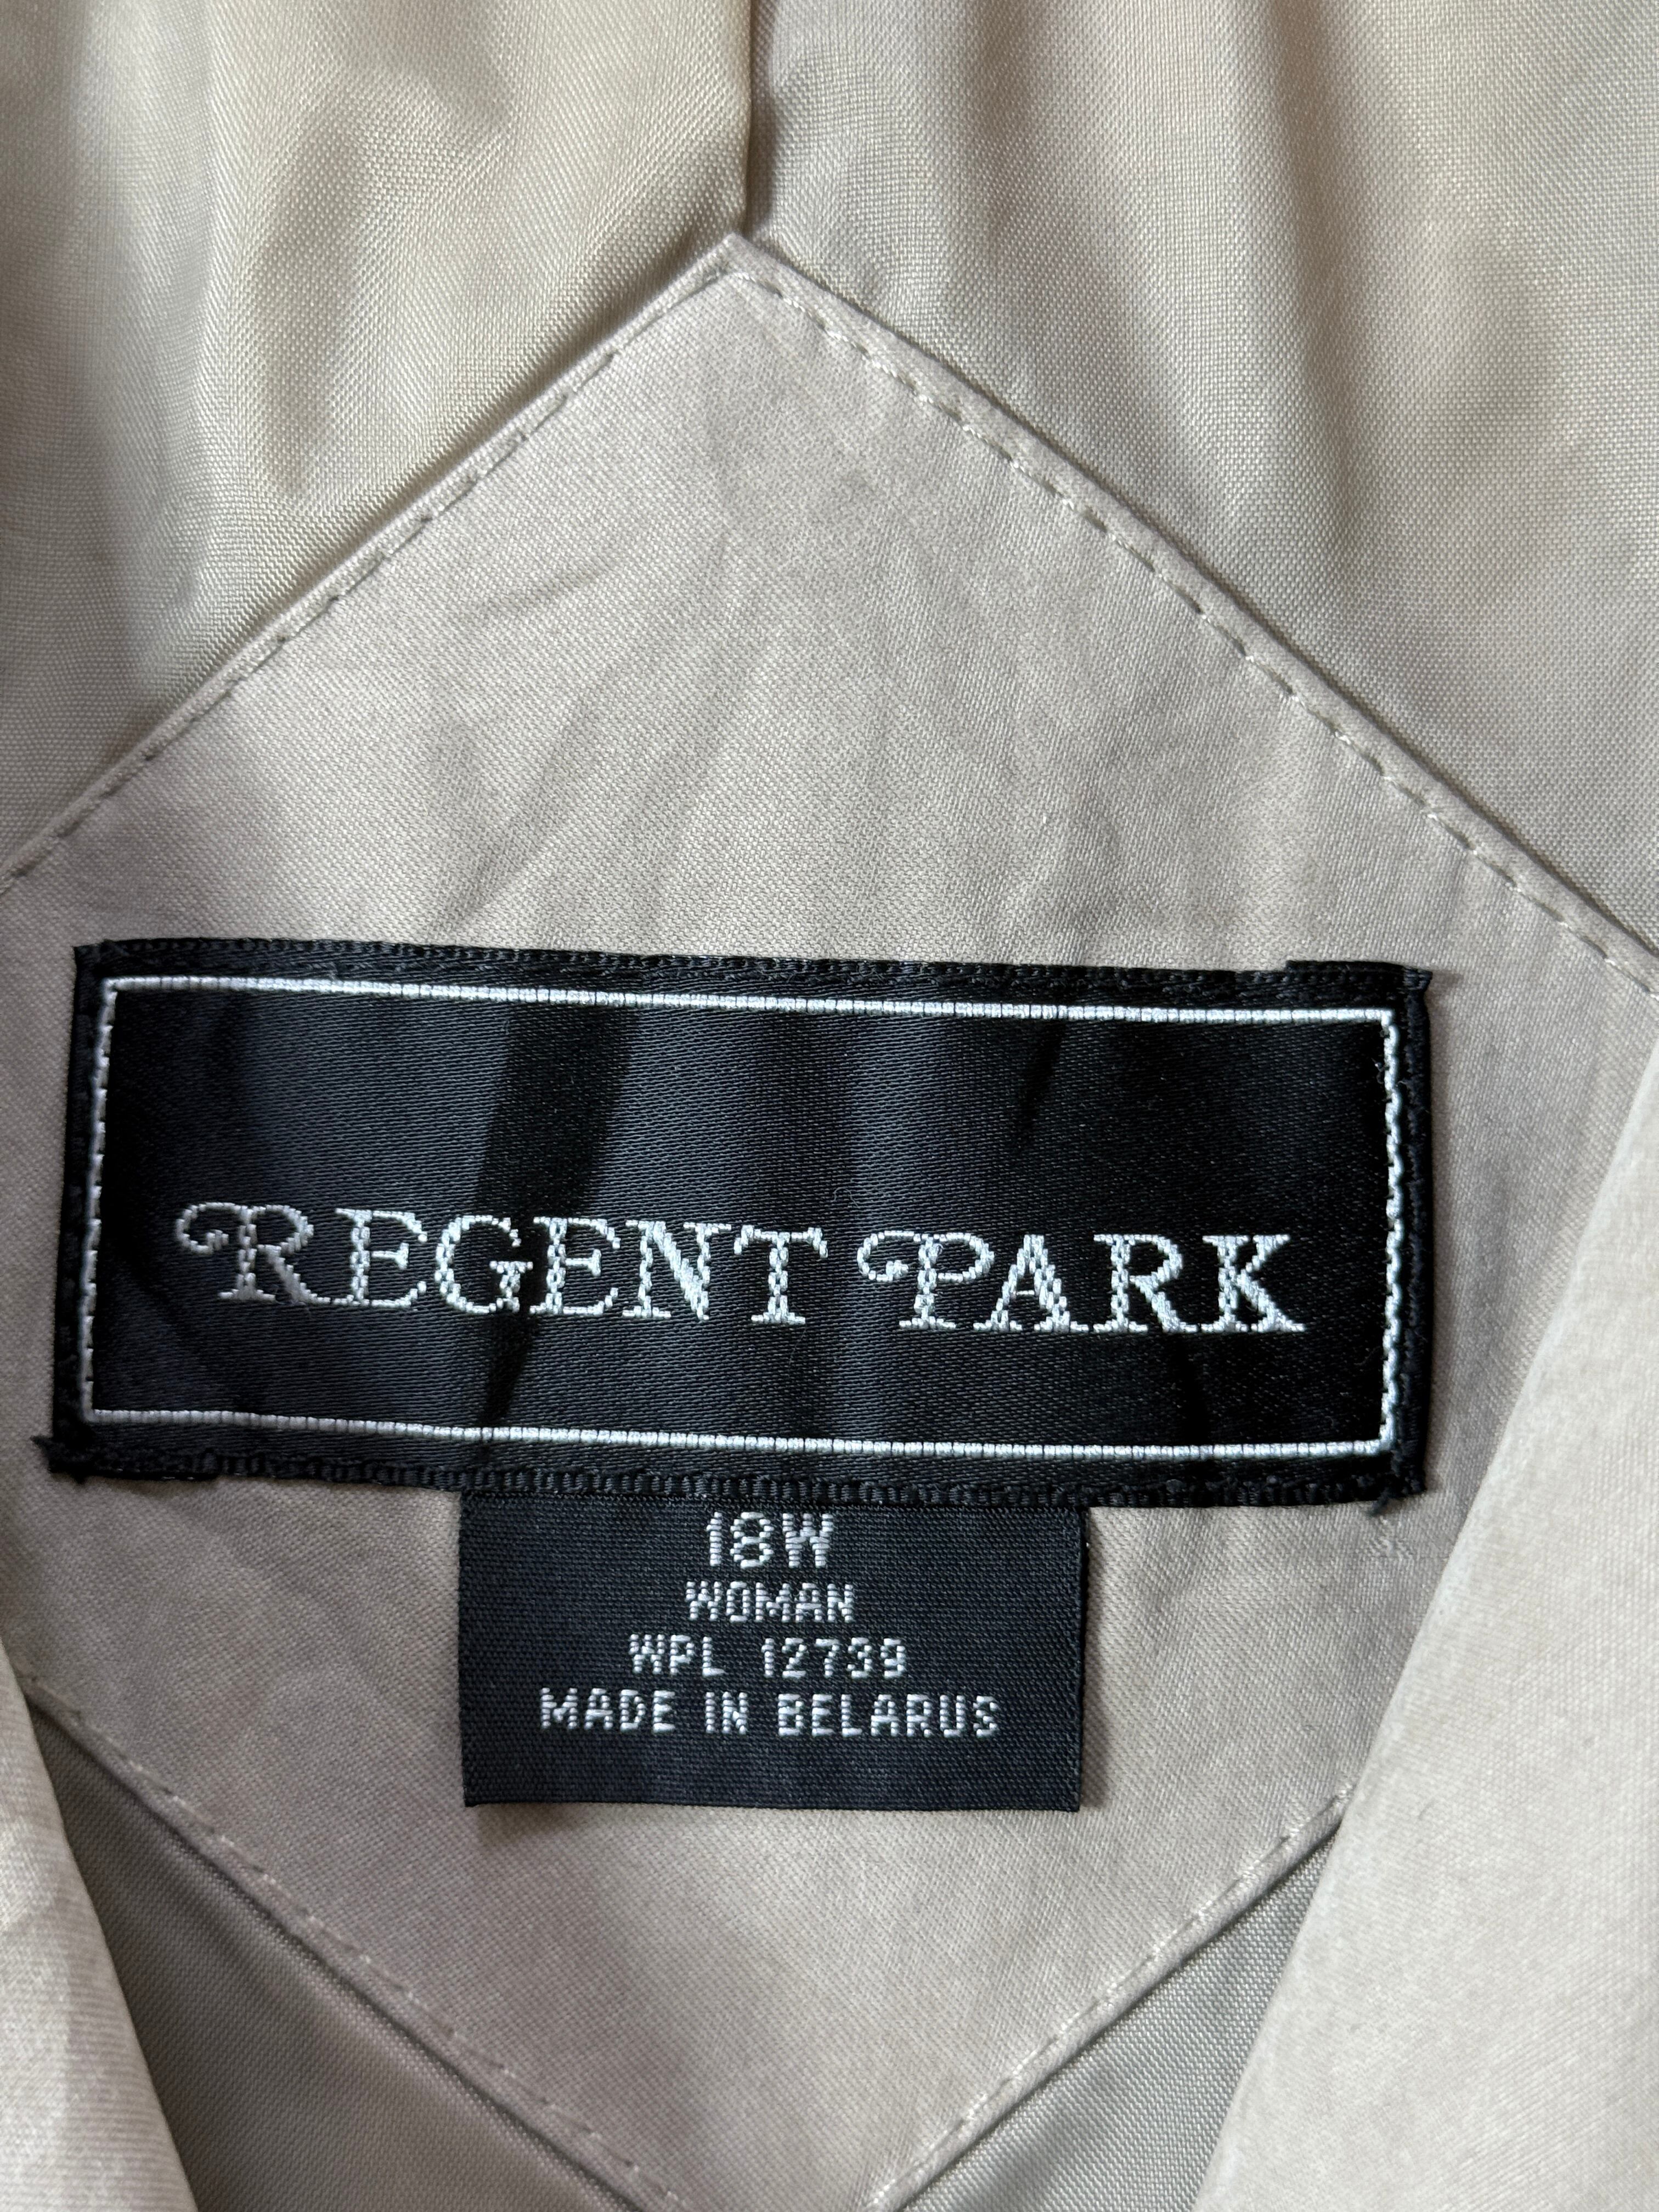 REGENT PARK
18W
WOMAN
WPL 12739
MADE IN BELARUS